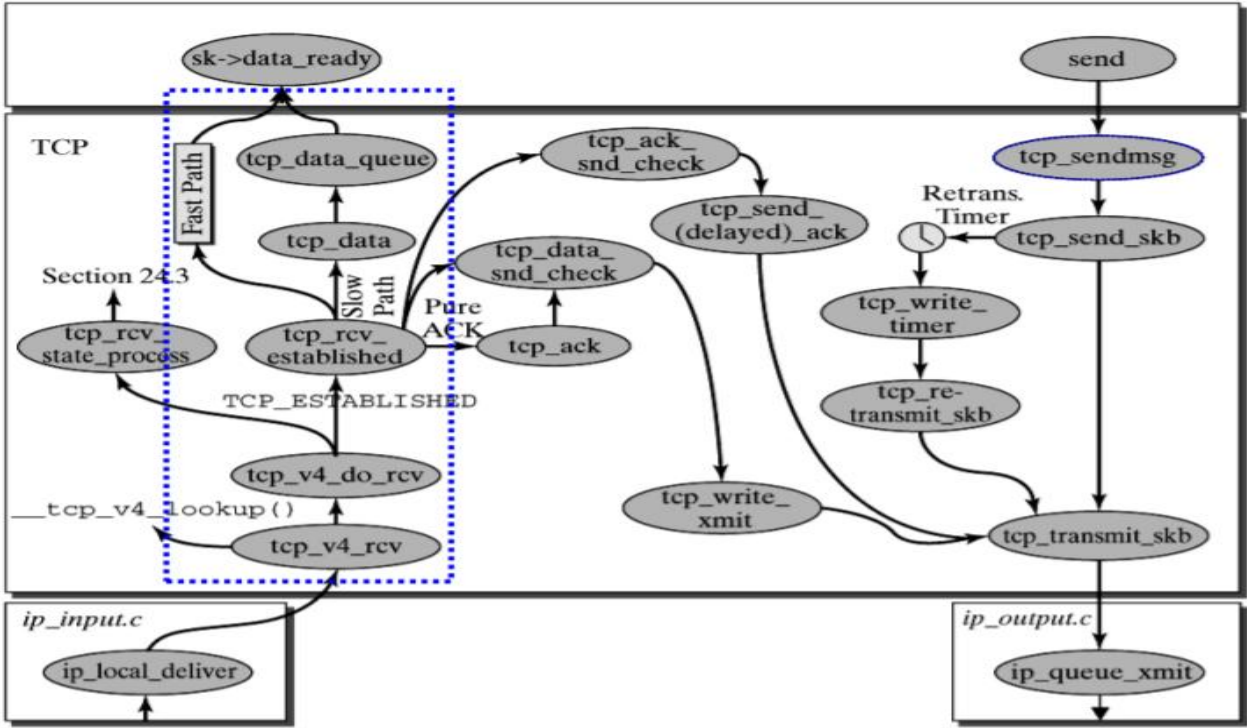 sk->data_ready
send
TCP
Fast Path
tcp_data_queue
tcp_ack_
snd_check
tcp_sendmsg
Retrans.
Timer
tcp_send_
(delayed)_ack
tcp_data
tcp_data_
snd_check
tcp_send_skb
Section 24.3
Slow
Path
Pure
ACK
tcp_write_
timer
tcp_rcv_
state_process
tcp_rcv_
established
tcp_ack
TCP_ESTABLISHED
tcp_re-
transmit_skb
tcp_v4_do_rcv
__tcp_v4_lookup()
tcp_write_
xmit
tcp_v4_rcv
tcp_transmit_skb
ip_input.c
ip_output.c
ip_local_deliver
ip_queue_xmit